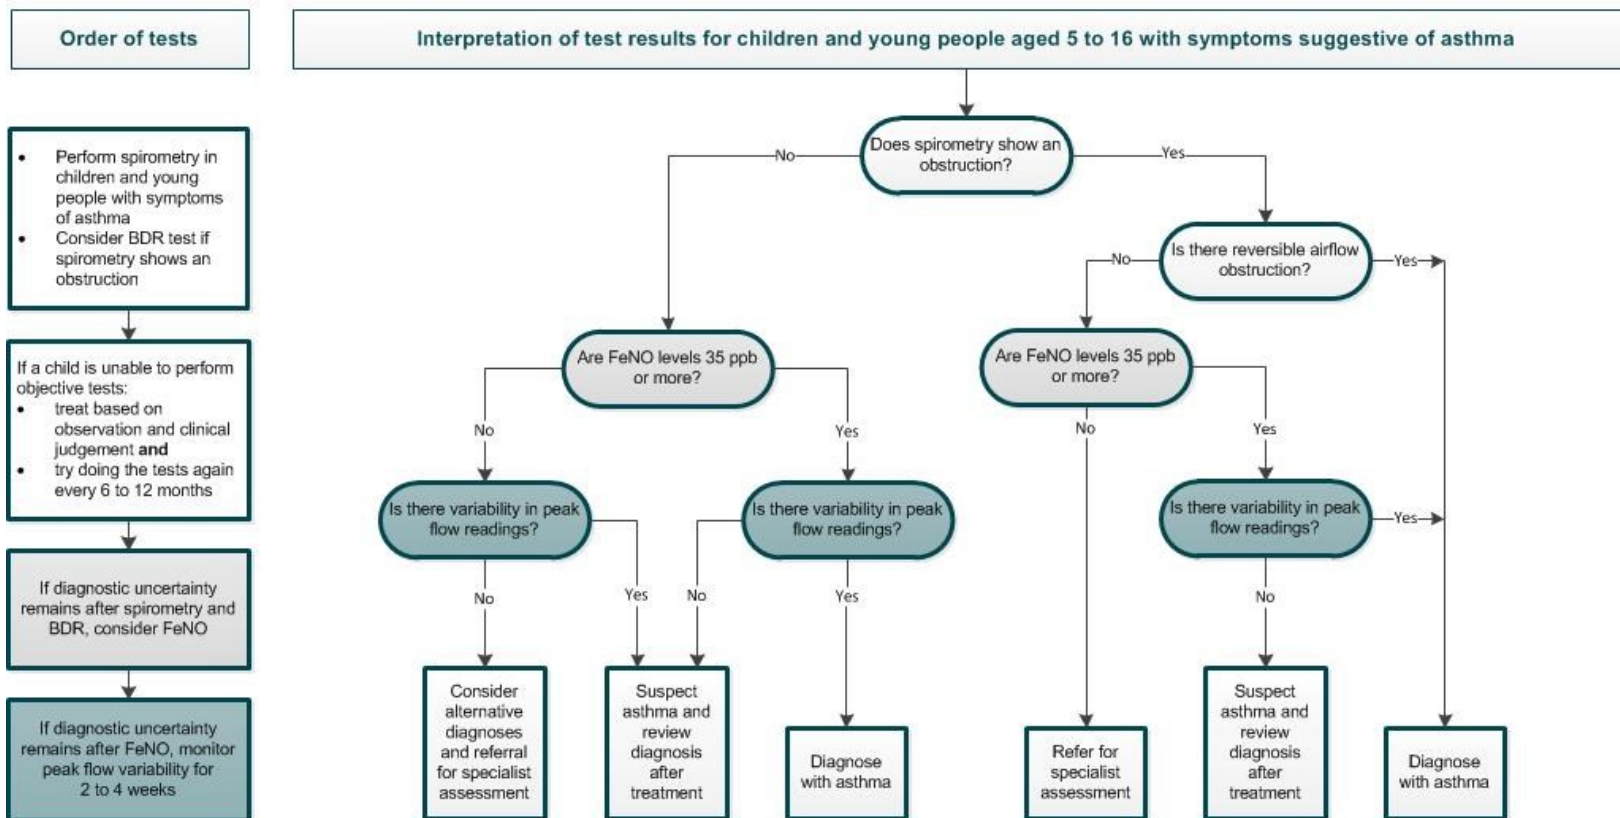 Order of tests
Interpretation of test results for children and young people aged 5 to 16 with symptoms suggestive of asthma
• Perform spirometry in
children and young
people with symptoms
of asthma
• Consider BDR test if
spirometry shows an
obstruction
If a child is unable to perform
objective tests:
• treat based on
observation and clinical
judgement and
• try doing the tests again
every 6 to 12 months
If diagnostic uncertainty
remains after spirometry and
BDR, consider FeNO
If diagnostic uncertainty
remains after FeNO, monitor
peak flow variability for
2 to 4 weeks
Does spirometry show an
obstruction?
No
Yes
Is there reversible airflow
obstruction?
No
Yes
Are FeNO levels 35 ppb
or more?
No
Yes
Are FeNO levels 35 ppb
or more?
No
Yes
Is there variability in peak
flow readings?
No
Yes
Is there variability in peak
flow readings?
No
Yes
Is there variability in peak
flow readings?
Yes
No
Consider
alternative
diagnoses
and referral
for specialist
assessment
Suspect
asthma and
review
diagnosis
after
treatment
Diagnose
with asthma
Refer for
specialist
assessment
Suspect
asthma and
review
diagnosis
after
treatment
Diagnose
with asthma